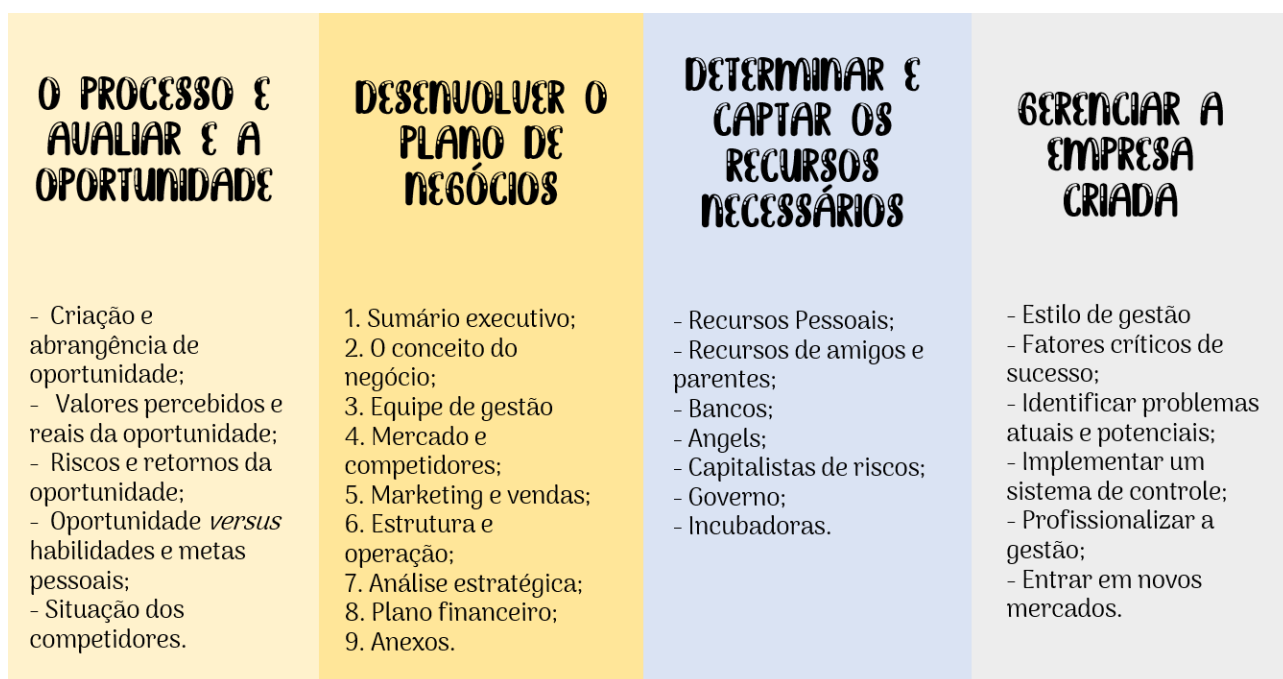 O PROCESSO E
AVALIAR E A
OPORTUNIDADE
- Criação e
abrangência de
oportunidade;
- Valores percebidos e
reais da oportunidade;
- Riscos e retornos da
oportunidade;
- Oportunidade versus
habilidades e metas
pessoais;
- Situação dos
competidores.
DESENVOLVER O
PLANO DE
NEGÓCIOS
1. Sumário executivo;
2. O conceito do
negócio;
3. Equipe de gestão
4. Mercado e
competidores;
5. Marketing e vendas;
6. Estrutura e
operação;
7. Análise estratégica;
8. Plano financeiro;
9. Anexos.
DETERMINAR E
CAPTAR OS
RECURSOS
NECESSÁRIOS
- Recursos Pessoais;
- Recursos de amigos e
parentes;
- Bancos;
- Angels;
- Capitalistas de riscos;
- Governo;
- Incubadoras.
GERENCIAR A
EMPRESA
CRIADA
- Estilo de gestão
- Fatores críticos de
sucesso;
- Identificar problemas
atuais e potenciais;
- Implementar um
sistema de controle;
- Profissionalizar a
gestão;
- Entrar em novos
mercados.